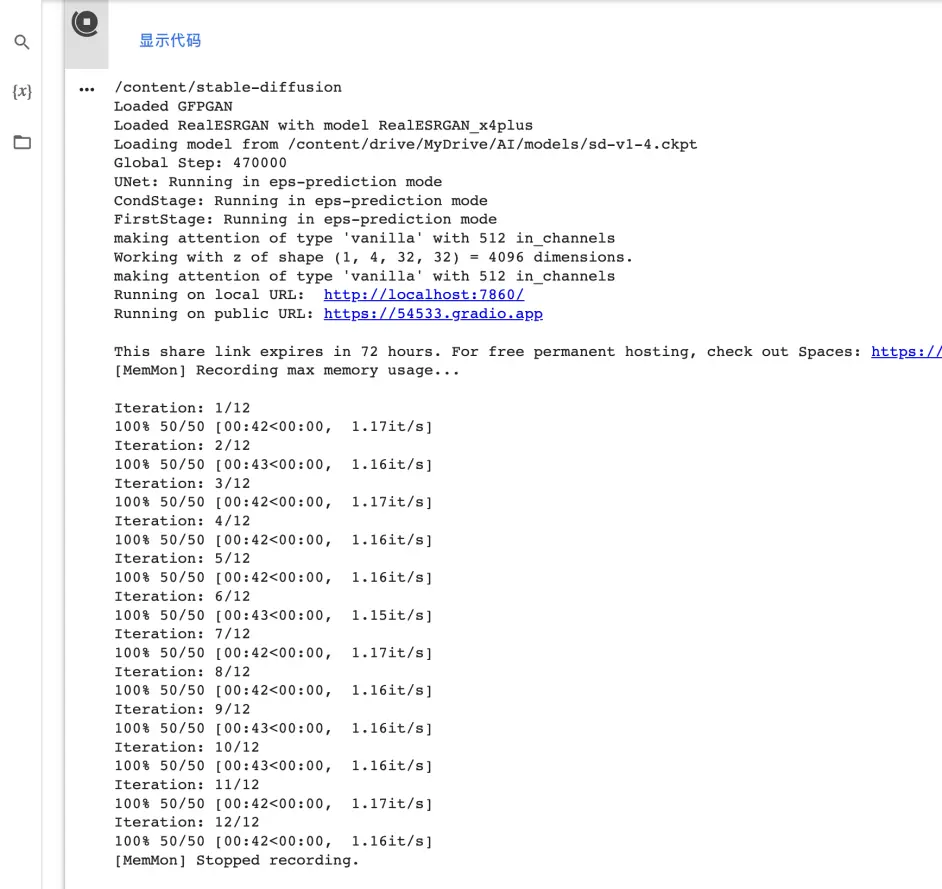 显示代码
{x}
/content/stable-diffusion
Loaded GFPGAN
Loaded RealESRGAN with model RealESRGAN_x4plus
Loading model from /content/drive/MyDrive/AI/models/sd-v1-4.ckpt
Global Step: 470000
UNet: Running in eps-prediction mode
CondStage: Running in eps-prediction mode
FirstStage: Running in eps-prediction mode
making attention of type 'vanilla' with 512 in_channels
Working with z of shape (1, 4, 32, 32) = 4096 dimensions.
making attention of type 'vanilla' with 512 in_channels
Running on local URL:  http://localhost:7860/
Running on public URL: https://54533.gradio.app
This share link expires in 72 hours. For free permanent hosting, check out Spaces: https://
[MemMon] Recording max memory usage...
Iteration: 1/12
100% 50/50 [00:42<00:00,  1.17it/s]
Iteration: 2/12
100% 50/50 [00:43<00:00,  1.16it/s]
Iteration: 3/12
100% 50/50 [00:42<00:00,  1.17it/s]
Iteration: 4/12
100% 50/50 [00:42<00:00,  1.16it/s]
Iteration: 5/12
100% 50/50 [00:42<00:00,  1.16it/s]
Iteration: 6/12
100% 50/50 [00:43<00:00,  1.15it/s]
Iteration: 7/12
100% 50/50 [00:42<00:00,  1.17it/s]
Iteration: 8/12
100% 50/50 [00:42<00:00,  1.16it/s]
Iteration: 9/12
100% 50/50 [00:43<00:00,  1.16it/s]
Iteration: 10/12
100% 50/50 [00:43<00:00,  1.16it/s]
Iteration: 11/12
100% 50/50 [00:42<00:00,  1.17it/s]
Iteration: 12/12
100% 50/50 [00:42<00:00,  1.16it/s]
[MemMon] Stopped recording.